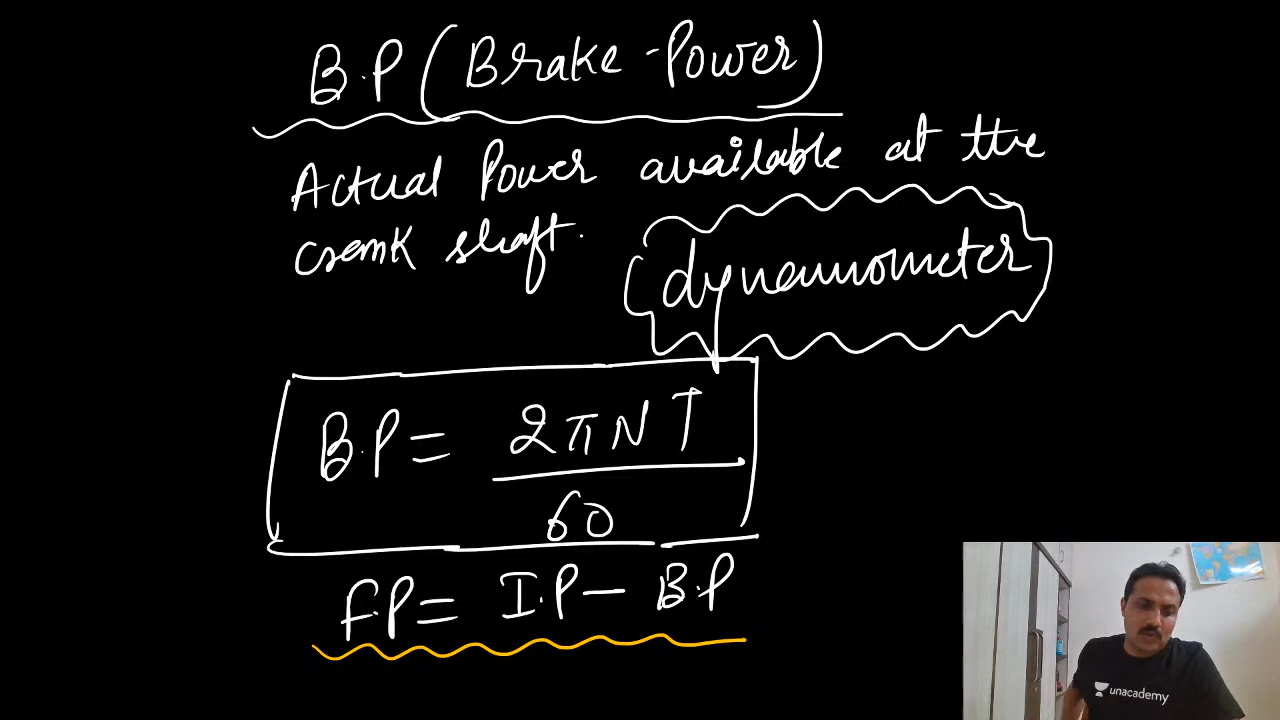 B.P (Brake-Power)
Actual Power available at the
crank shaft.
dynamometer
B.P = 2πNT
60
F.P = I.P - B.P
unacademy